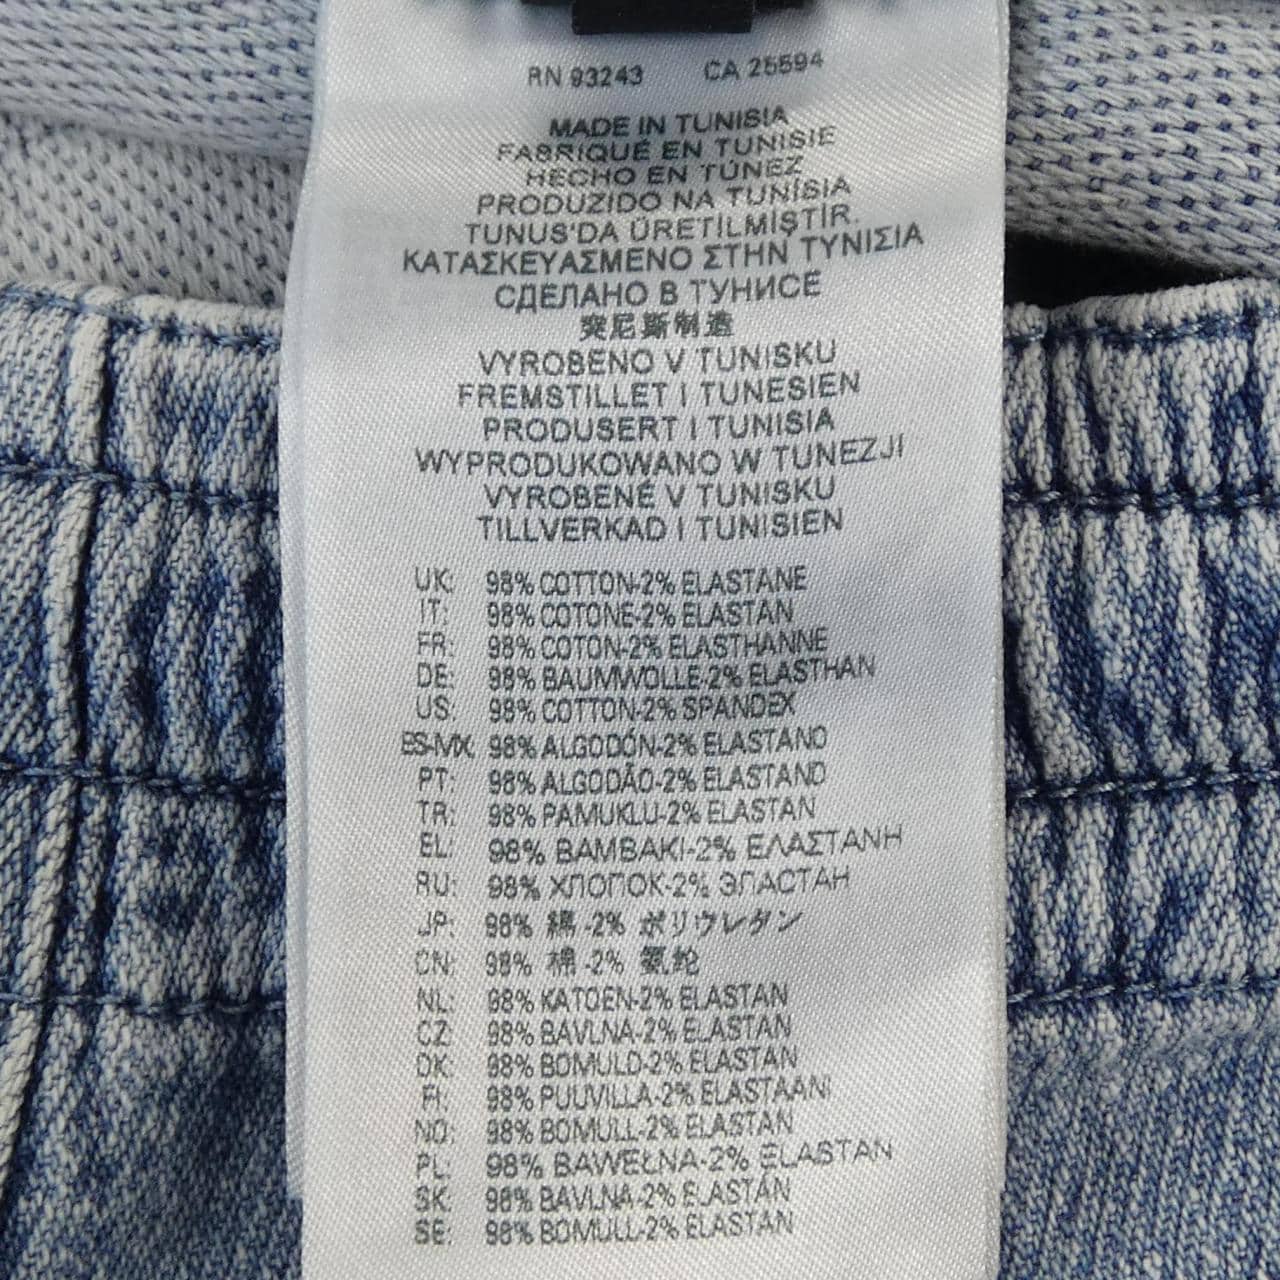 RN 93243 CA 25594
MADE IN TUNISIA
FABRIQUÉ EN TUNISIE
HECHO EN TÚNEZ
PRODUZIDO NA TUNÍSIA
TUNUS'DA ÜRETİLMİŞTİR.
ΚΑΤΑΣΚΕΥΑΣΜΕΝΟ ΣΤΗΝ ΤΥΝΙΣΙΑ
СДЕЛАНО В ТУНИСЕ
突尼斯制造
VYROBENO V TUNISKU
FREMSTILLET I TUNESIEN
PRODUSERT I TUNISIA
WYPRODUKOWANO W TUNEZJI
VYROBENÉ V TUNISKU
TILLVERKAD I TUNISIEN
UK: 98% COTTON-2% ELASTANE
IT: 98% COTONE-2% ELASTAN
FR: 98% COTON-2% ELASTHANNE
DE: 98% BAUMWOLLE-2% ELASTHAN
US: 98% COTTON-2% SPANDEX
ES-MX: 98% ALGODÓN-2% ELASTANO
PT: 98% ALGODÃO-2% ELASTANO
TR: 98% PAMUKLU-2% ELASTAN
EL: 98% ΒΑΜΒΑΚΙ-2% ΕΛΑΣΤΑΝΗ
RU: 98% ХЛОПОК-2% ЭЛАСТАН
JP: 98% 綿 -2% ポリウレタン
CN: 98% 棉 -2% 氨纶
NL: 98% KATOEN-2% ELASTAN
CZ: 98% BAVLNA-2% ELASTAN
DK: 98% BOMULD-2% ELASTAN
FI: 98% PUUVILLA-2% ELASTAANI
NO: 98% BOMULL-2% ELASTAN
PL: 98% BAWEŁNA-2% ELASTAN
SK: 98% BAVLNA-2% ELASTÁN
SE: 98% BOMULL-2% ELASTAN